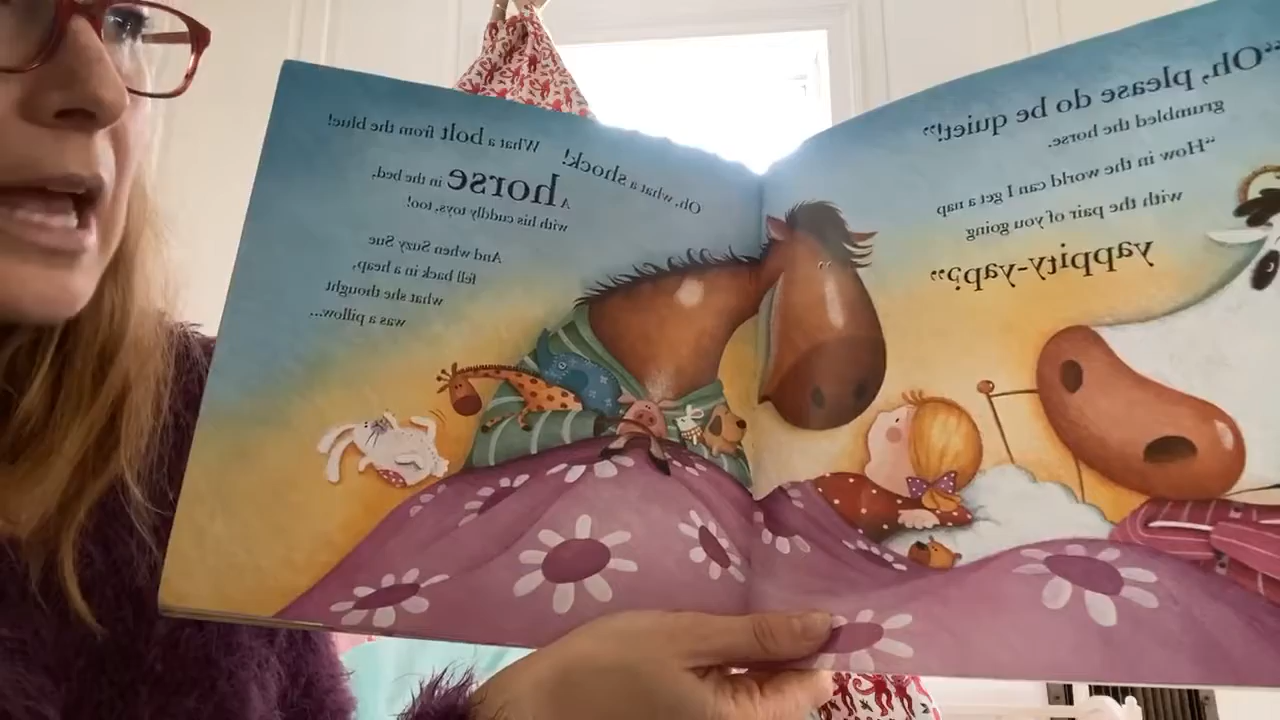 “Oh, please do be quiet!”
grumbled the horse.
“How in the world can I get a nap
with the pair of you going
yappity-yap?”
Oh, what a shock! What a bolt from the blue!
A horse in the bed,
with his cuddly toys, too!
And when Suzy Sue
fell back in a heap,
what she thought
was a pillow...